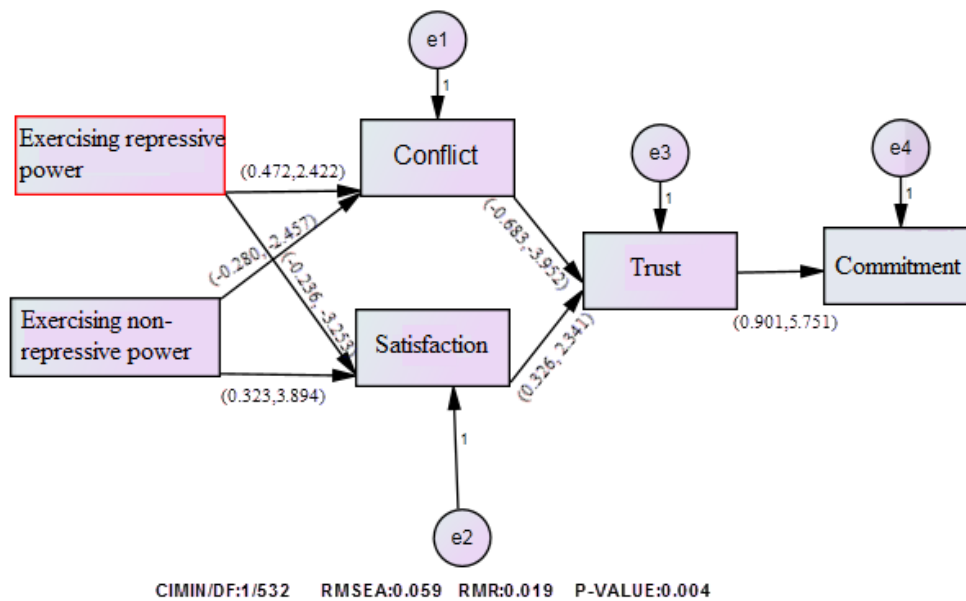 e1
1
Exercising repressive
power
(0.472,2.422)
Conflict
e3
1
e4
1
(-0.280, -2.457)
(-0.236, -3.253)
(-0.683,-3.952)
Trust
Commitment
(0.901,5.751)
Exercising non-
repressive power
(0.323,3.894)
Satisfaction
(0.326, 2.341)
1
e2
CIMIN/DF:1/532 RMSEA:0.059 RMR:0.019 P-VALUE:0.004